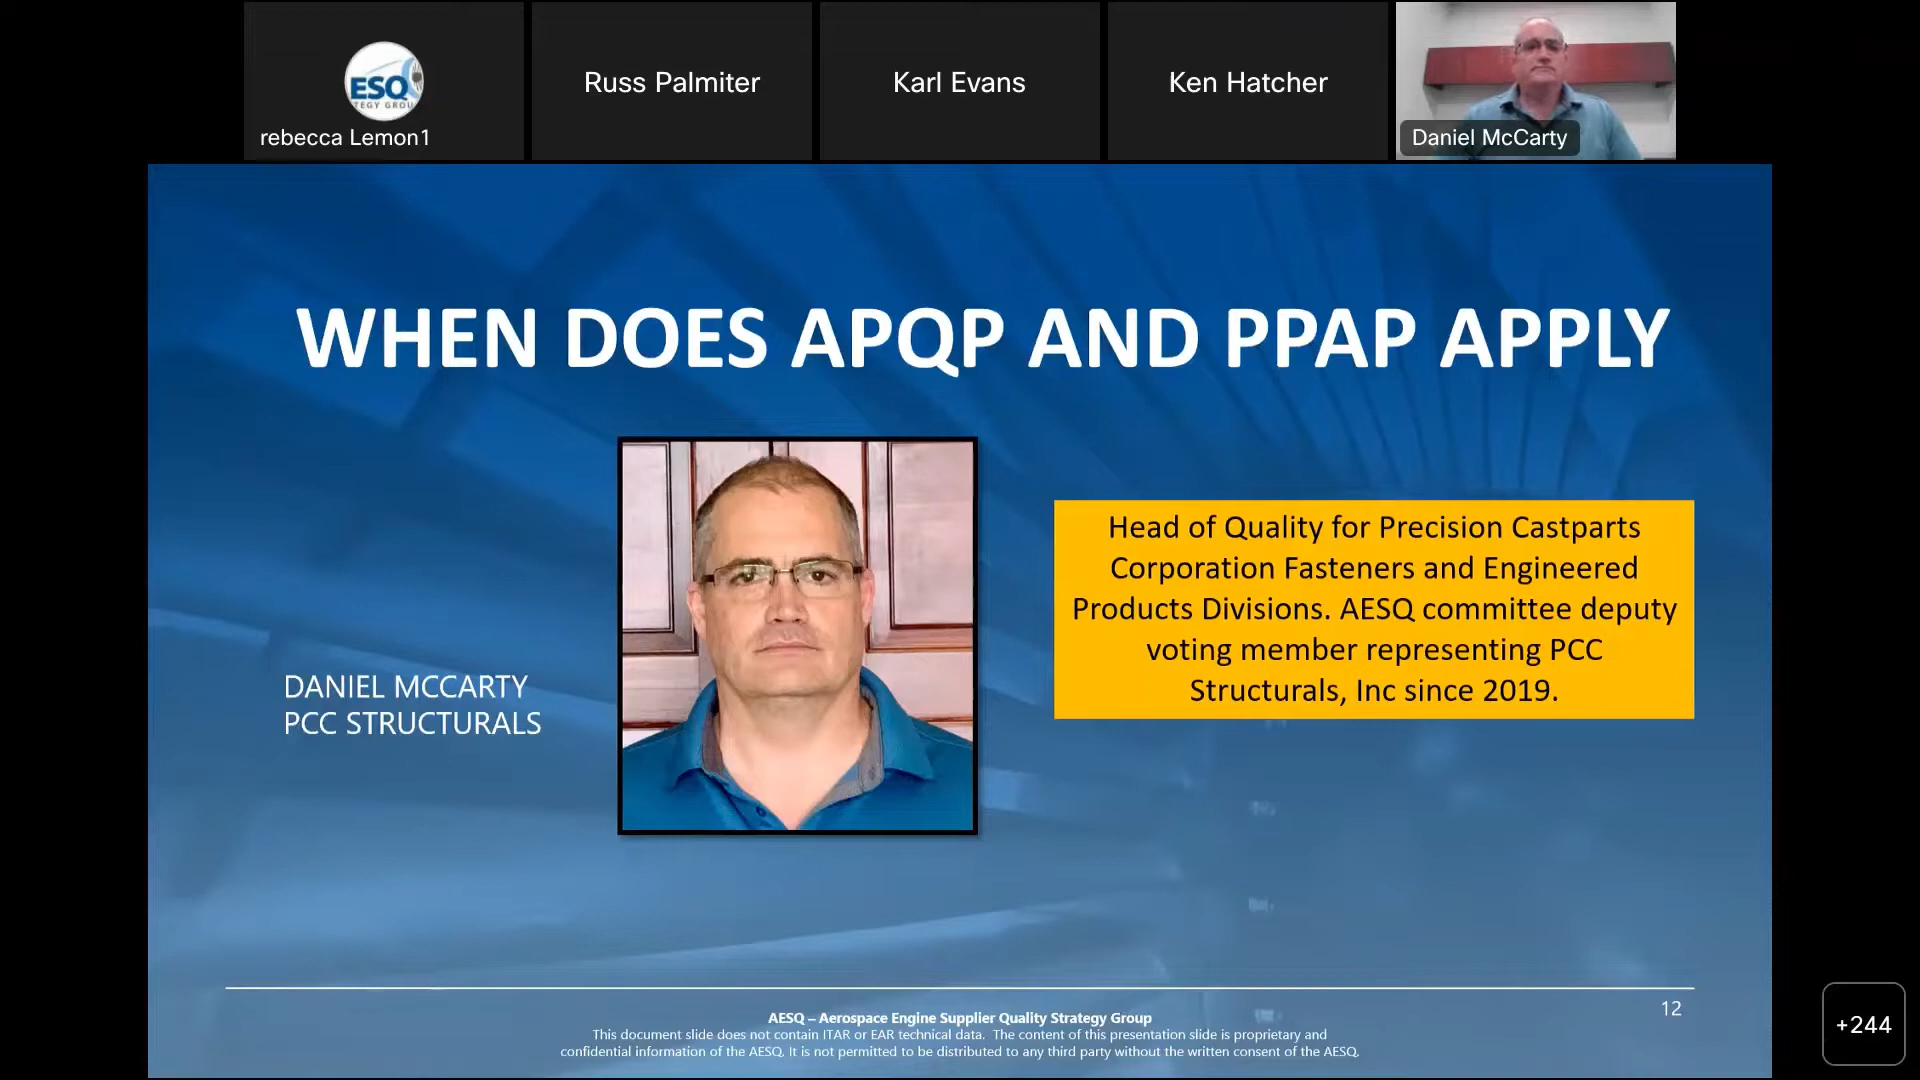 ESQ
TEGY GROU
rebecca Lemon1
Russ Palmiter
Karl Evans
Ken Hatcher
Daniel McCarty
WHEN DOES APQP AND PPAP APPLY
DANIEL MCCARTY
PCC STRUCTURALS
Head of Quality for Precision Castparts
Corporation Fasteners and Engineered
Products Divisions. AESQ committee deputy
voting member representing PCC
Structurals, Inc since 2019.
12
AESQ – Aerospace Engine Supplier Quality Strategy Group
This document slide does not contain ITAR or EAR technical data. The content of this presentation slide is proprietary and
confidential information of the AESQ. It is not permitted to be distributed to any third party without the written consent of the AESQ.
+244